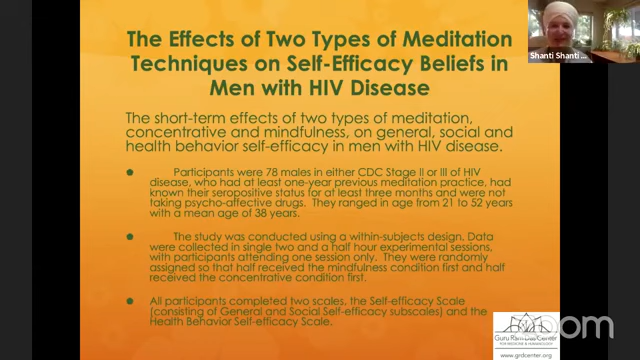 The Effects of Two Types of Meditation
Techniques on Self-Efficacy Beliefs in
Men with HIV Disease
Shanti Shanti
The short-term effects of two types of meditation,
concentrative and mindfulness, on general, social and
health behavior self-efficacy in men with HIV disease.
Participants were 78 males in either CDC Stage II or III of HIV
disease, who had at least one-year previous meditation practice, had
known their seropositive status for at least three months and were not
taking psycho-affective drugs. They ranged in age from 21 to 52 years
with a mean age of 38 years.
The study was conducted using a within-subjects design. Data
were collected in single two and a half hour experimental sessions,
with participants attending one session only. They were randomly
assigned so that half received the mindfulness condition first and half
received the concentrative condition first.
All participants completed two scales, the Self-efficacy Scale
(consisting of General and Social Self-efficacy subscales) and the
Health Behavior Self-efficacy Scale.
Guru Ram Das Center
FOR MEDICINE & HUMANOLOGY
www.grdcenter.org
zoom